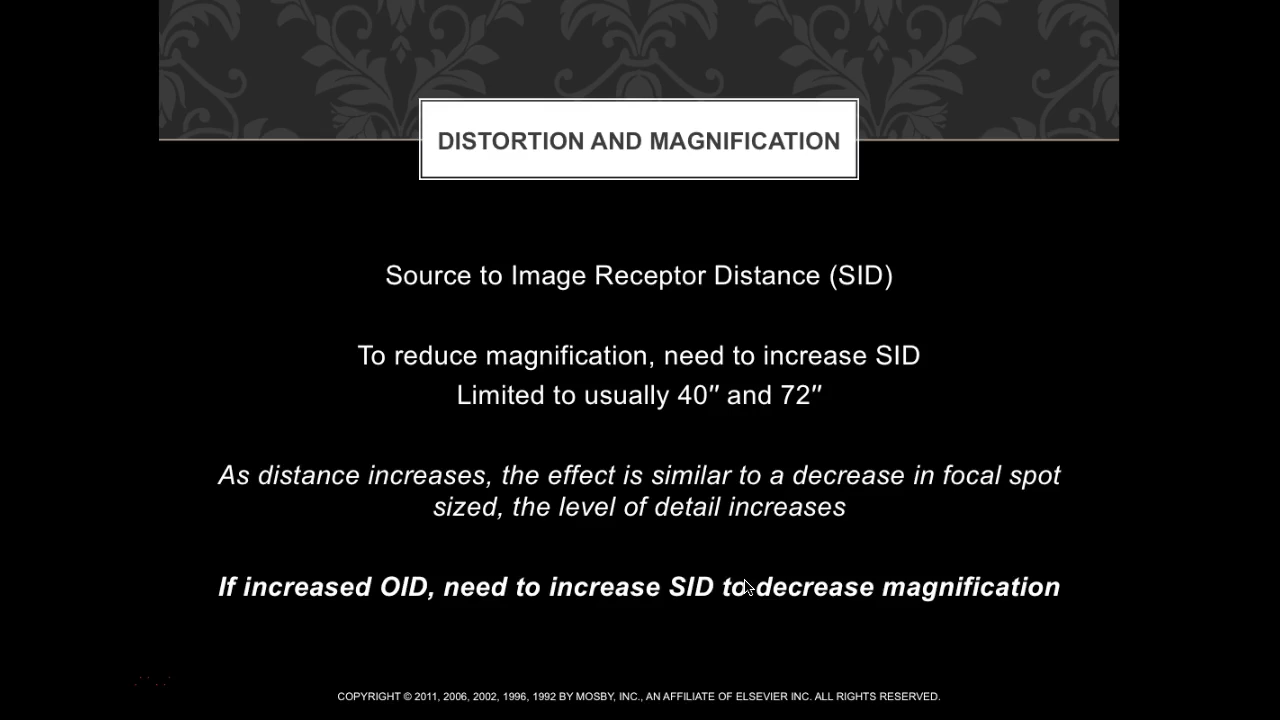 DISTORTION AND MAGNIFICATION
Source to Image Receptor Distance (SID)
To reduce magnification, need to increase SID
Limited to usually 40″ and 72″
As distance increases, the effect is similar to a decrease in focal spot
sized, the level of detail increases
If increased OID, need to increase SID to decrease magnification
COPYRIGHT © 2011, 2006, 2002, 1996, 1992 BY MOSBY, INC., AN AFFILIATE OF ELSEVIER INC. ALL RIGHTS RESERVED.